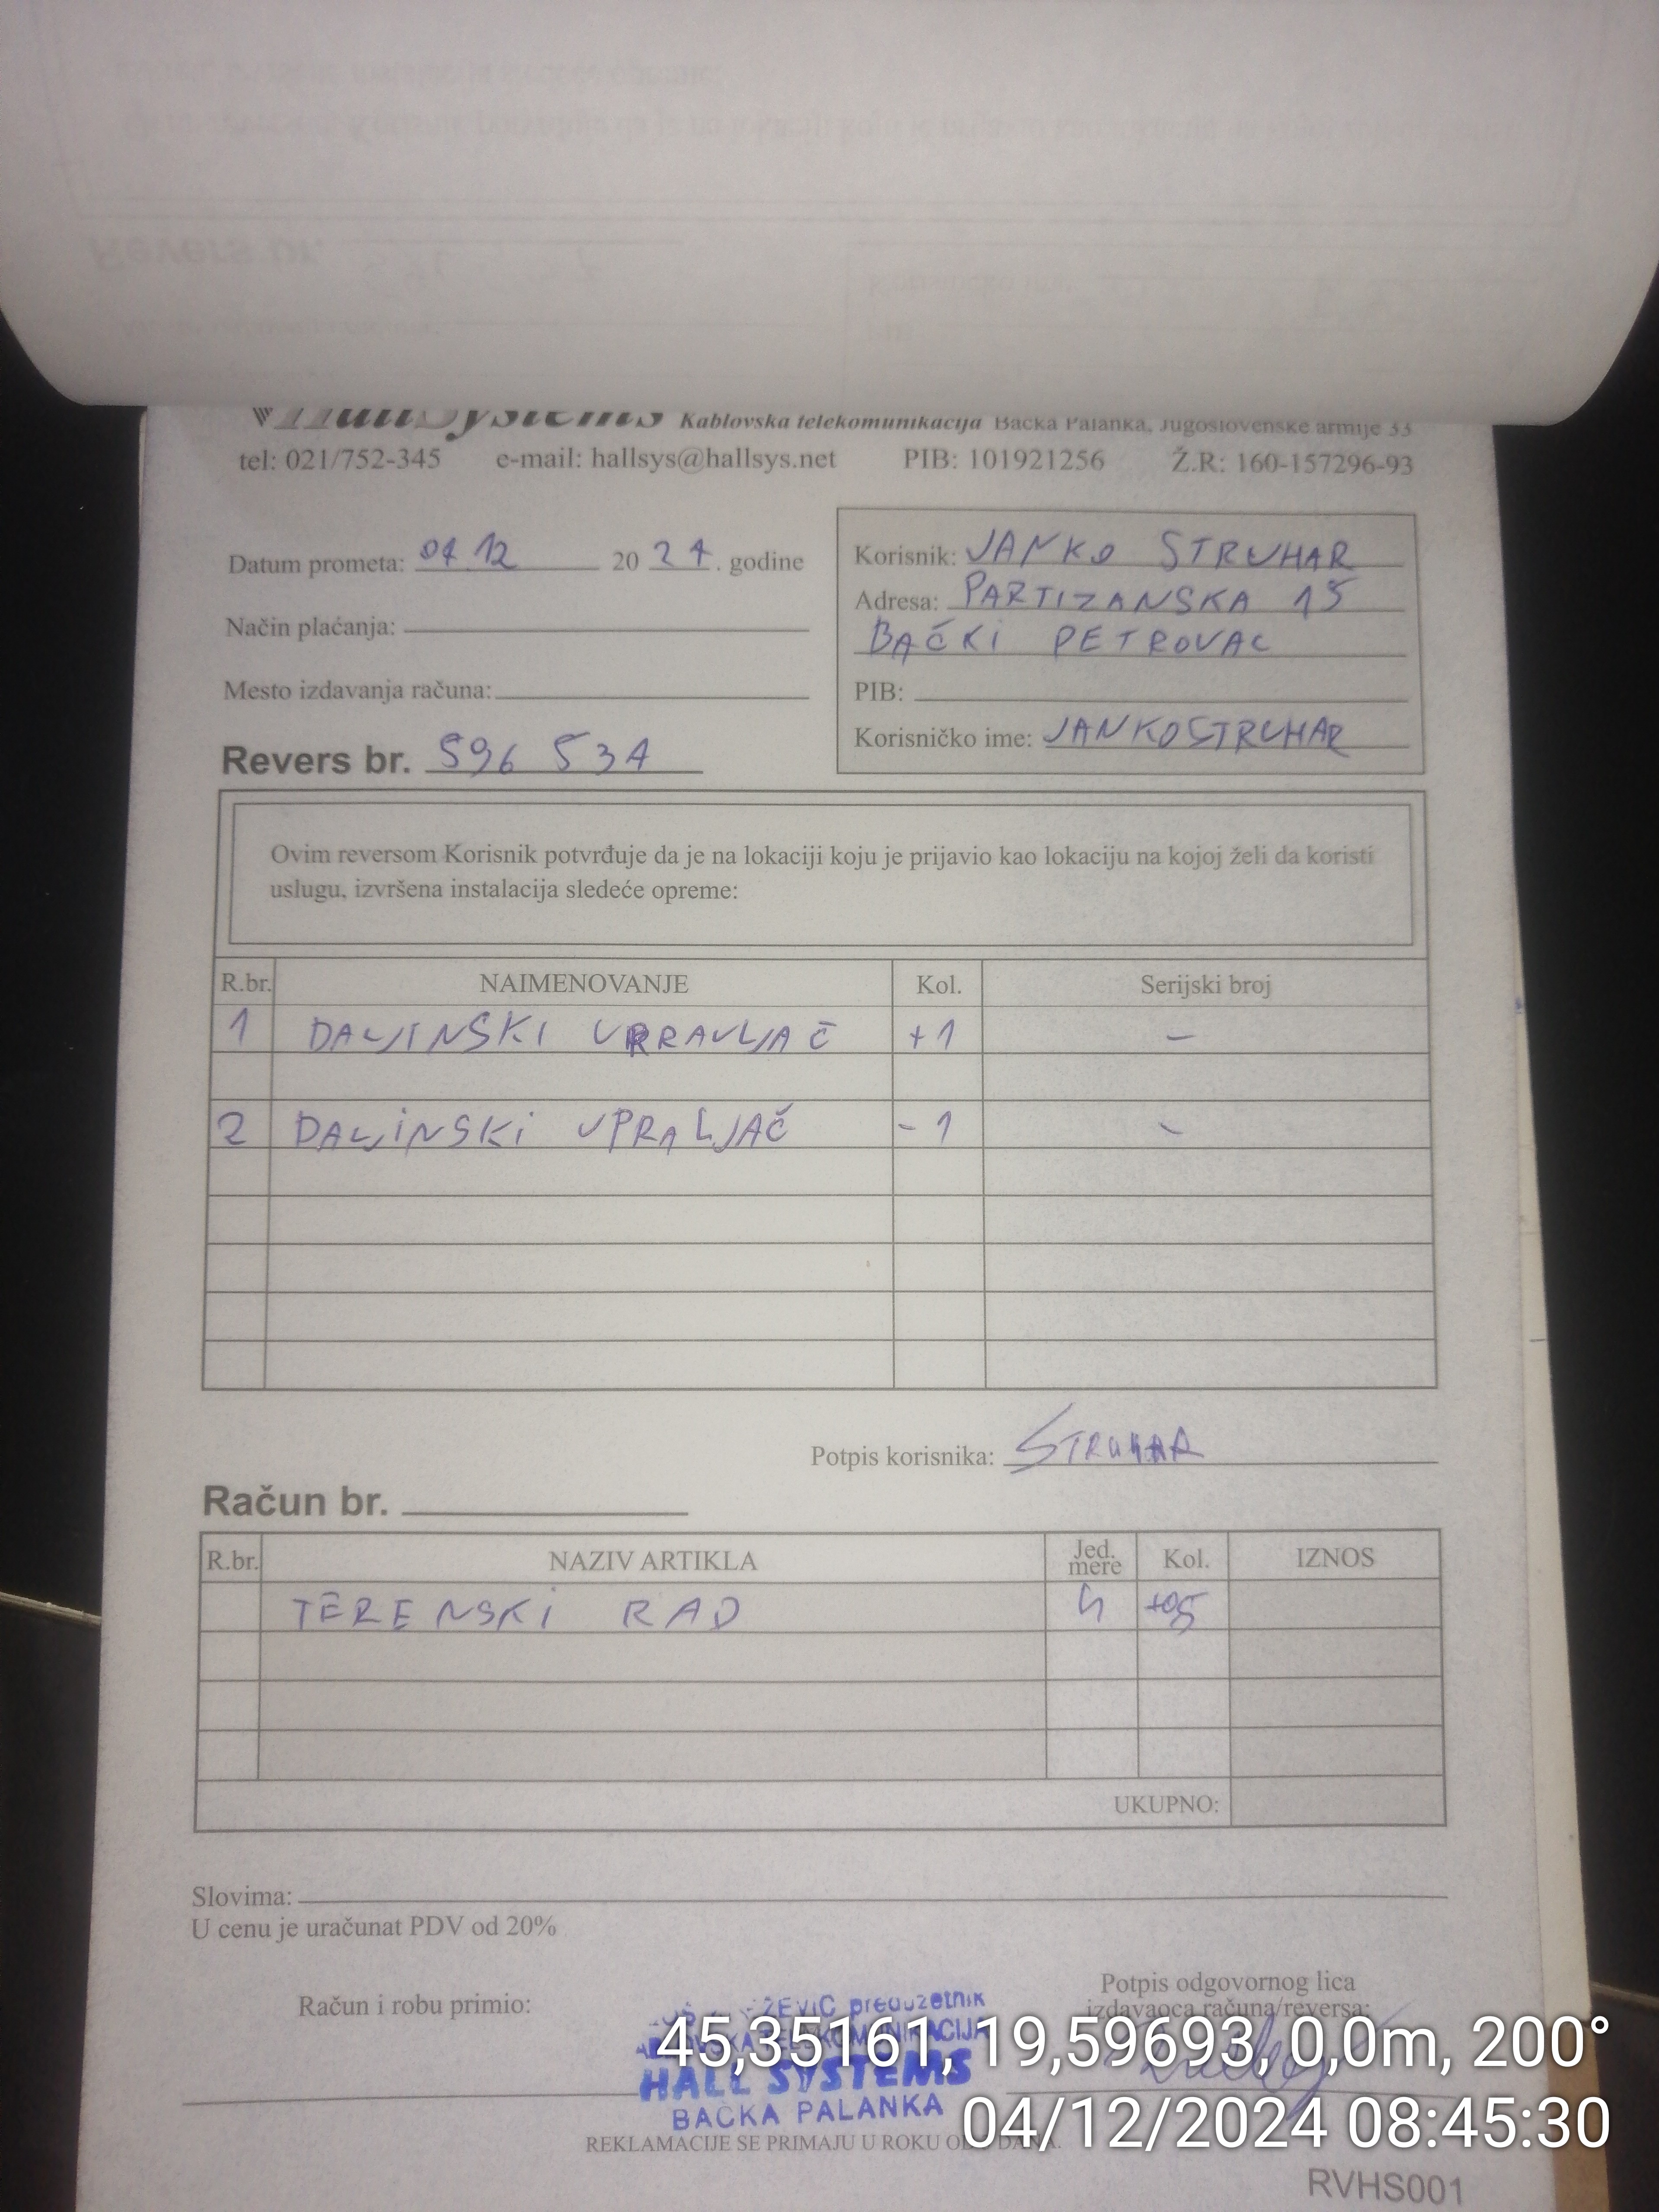 HallSystems Kablovska telekomunikacija Bačka Palanka, Jugoslovenske armije 33
tel: 021/752-345 e-mail: hallsys@hallsys.net PIB: 101921256 Ž.R: 160-157296-93
Datum prometa: 04.12 2024. godine
Način plaćanja:
Mesto izdavanja računa:
Revers br. 596 534
Korisnik: JANKO STRUHAR
Adresa: PARTIZANSKA 15
BAČKI PETROVAC
PIB:
Korisničko ime: JANKOSTRUHAR
Ovim reversom Korisnik potvrđuje da je na lokaciji koju je prijavio kao lokaciju na kojoj želi da koristi
uslugu, izvršena instalacija sledeće opreme:
R.br. NAIMENOVANJE Kol. Serijski broj
1 DALJINSKI UPRAVLJAČ +1 –
2 DALJINSKI UPRALJAČ -1 -
Potpis korisnika: STRUHAR
Račun br.
R.br. NAZIV ARTIKLA Jed. mere Kol. IZNOS
TERENSKI RAD h +05
UKUPNO:
Slovima:
U cenu je uračunat PDV od 20%
Račun i robu primio:
Potpis odgovornog lica
izdavaoca računa/reversa:
preduzetnik
TELEKOMUNIKACIJA
HALL SYSTEMS
BAČKA PALANKA
45,35161, 19,59693, 0,0m, 200°
04/12/2024 08:45:30
REKLAMACIJE SE PRIMAJU U ROKU DANA.
RVHS001